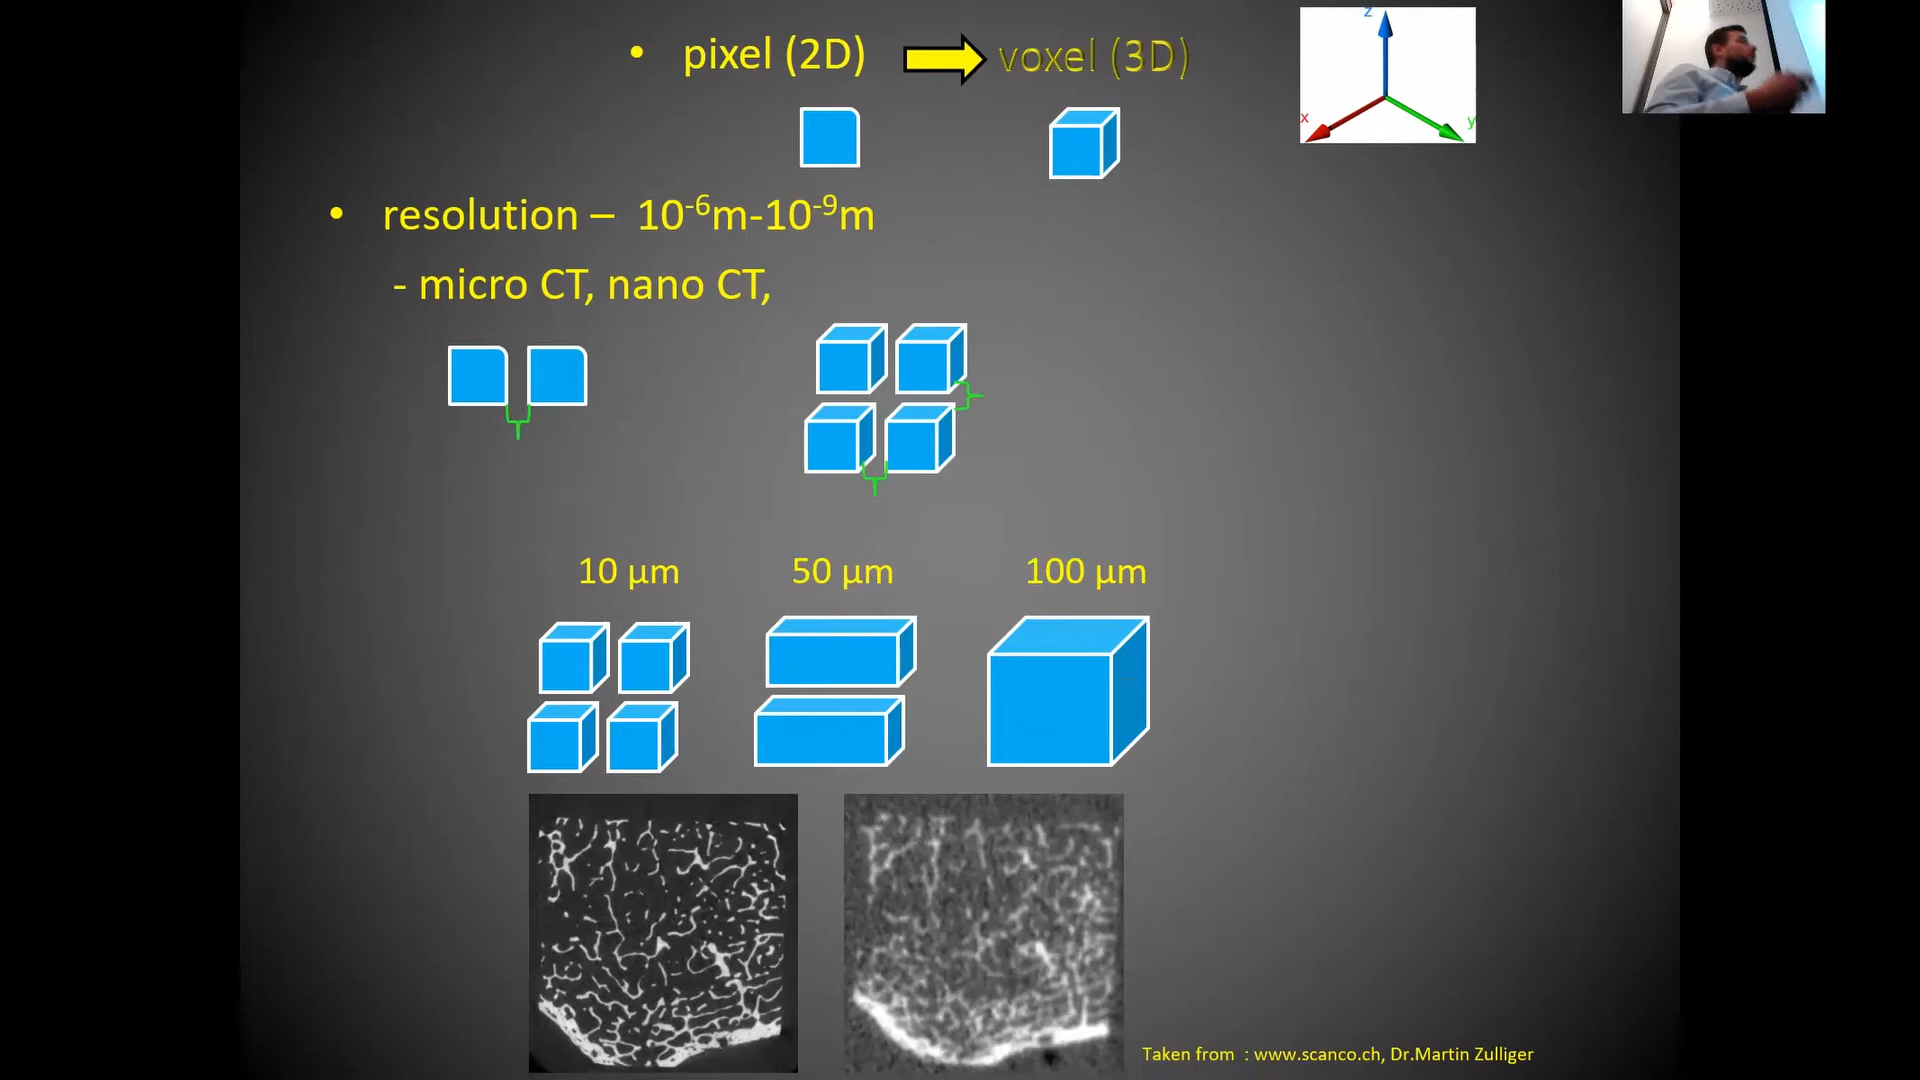 • pixel (2D) voxel (3D)
z
x
y
• resolution – 10⁻⁶m-10⁻⁹m
- micro CT, nano CT,
10 µm 50 µm 100 µm
Taken from : www.scanco.ch, Dr.Martin Zulliger